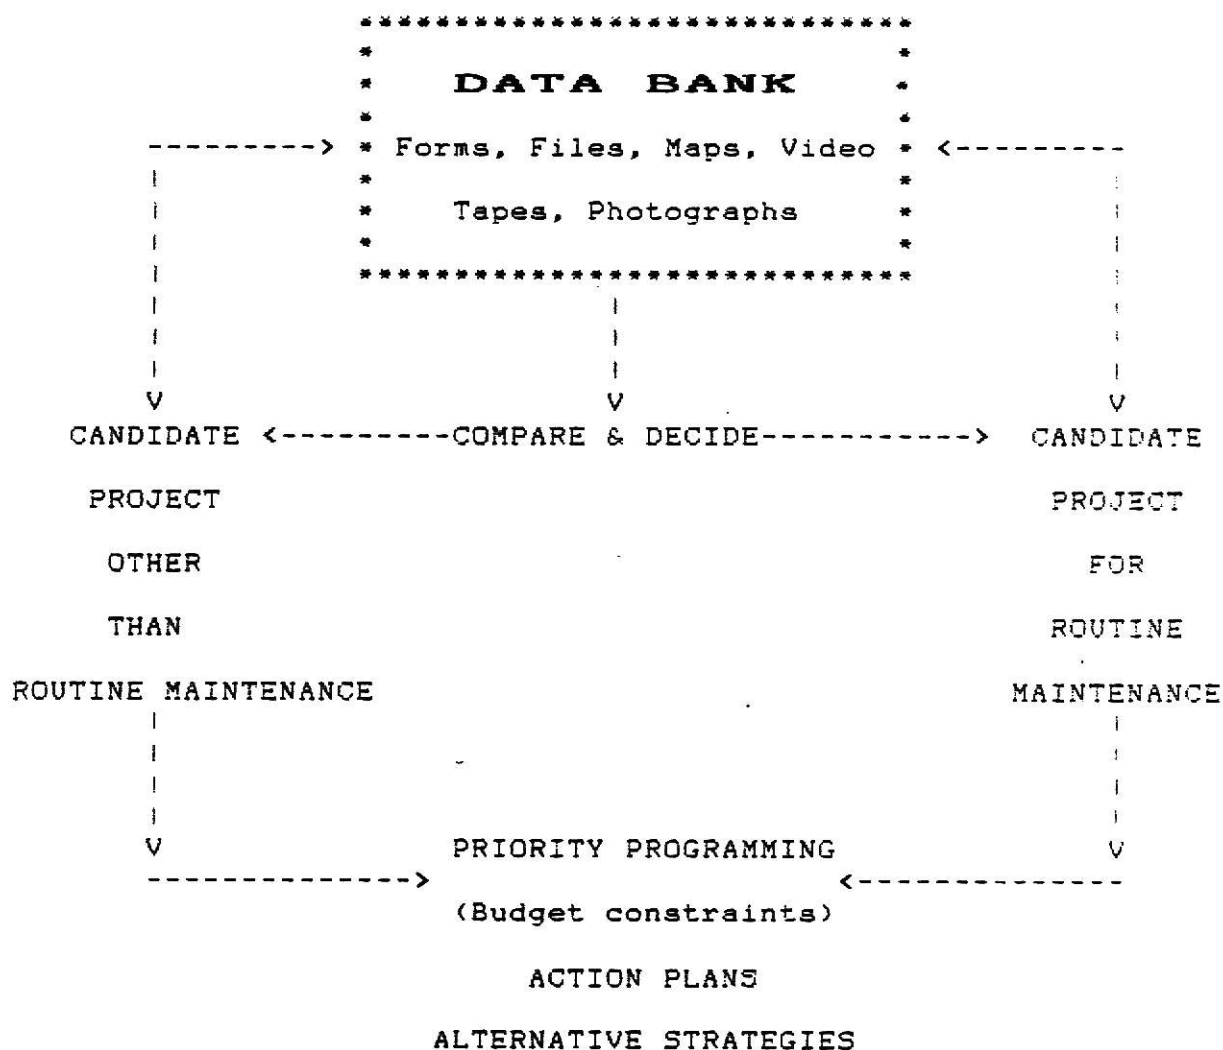 DATA BANK
Forms, Files, Maps, Video
Tapes, Photographs
CANDIDATE <---------COMPARE & DECIDE-----------> CANDIDATE
PROJECT PROJECT
OTHER FOR
THAN ROUTINE
ROUTINE MAINTENANCE MAINTENANCE
PRIORITY PROGRAMMING
(Budget constraints)
ACTION PLANS
ALTERNATIVE STRATEGIES